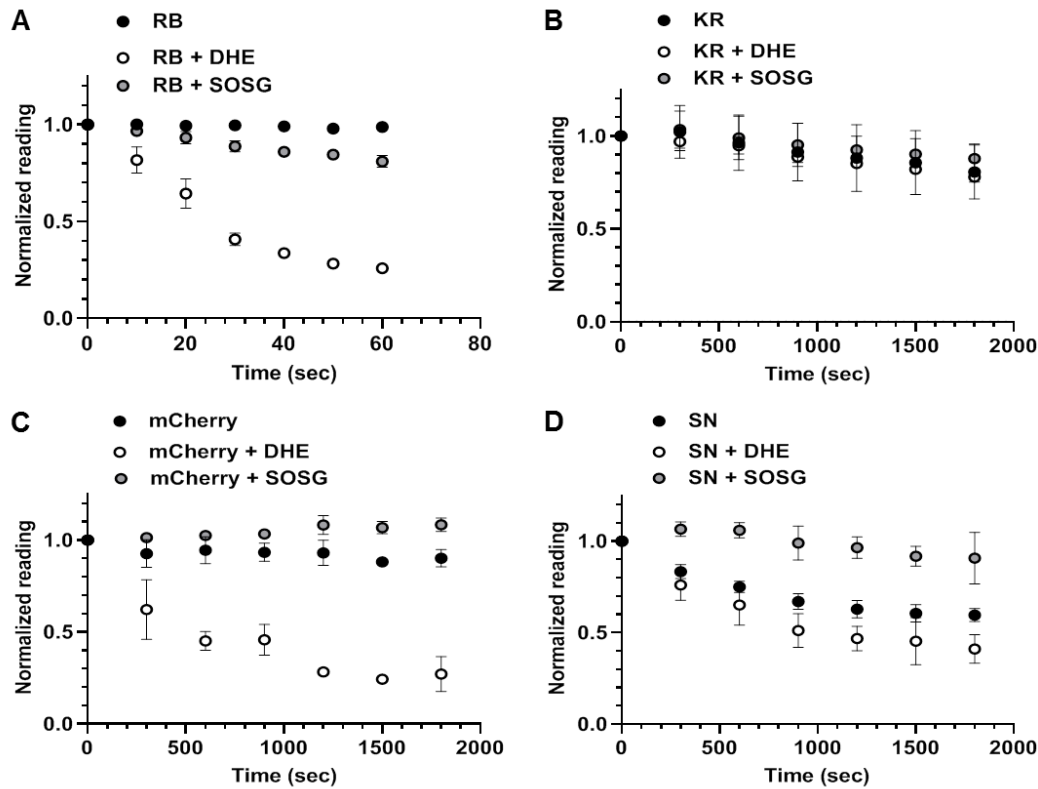 A
RB
RB + DHE
RB + SOSG
Normalized reading
1.0
0.5
0.0
0 20 40 60 80
Time (sec)
B
KR
KR + DHE
KR + SOSG
Normalized reading
1.0
0.5
0.0
0 500 1000 1500 2000
Time (sec)
C
mCherry
mCherry + DHE
mCherry + SOSG
Normalized reading
1.0
0.5
0.0
0 500 1000 1500 2000
Time (sec)
D
SN
SN + DHE
SN + SOSG
Normalized reading
1.0
0.5
0.0
0 500 1000 1500 2000
Time (sec)